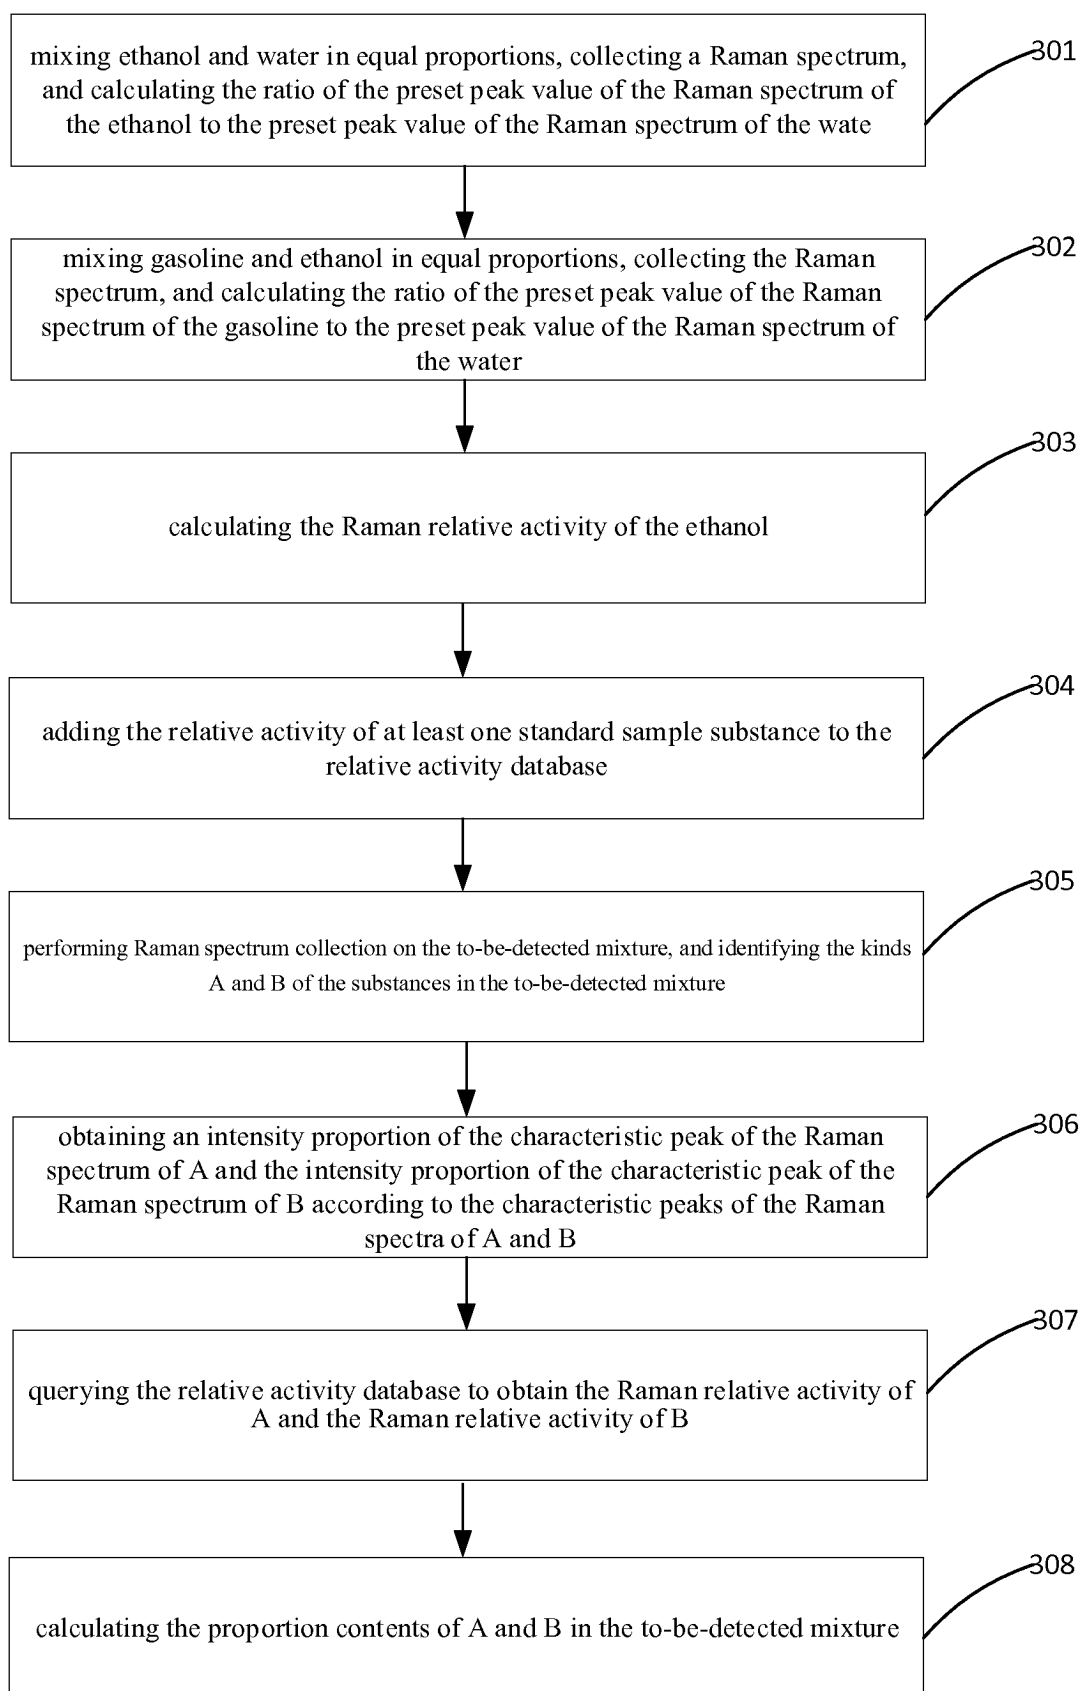 mixing ethanol and water in equal proportions, collecting a Raman spectrum,
and calculating the ratio of the preset peak value of the Raman spectrum of
the ethanol to the preset peak value of the Raman spectrum of the wate
301
mixing gasoline and ethanol in equal proportions, collecting the Raman
spectrum, and calculating the ratio of the preset peak value of the Raman
spectrum of the gasoline to the preset peak value of the Raman spectrum of
the water
302
calculating the Raman relative activity of the ethanol
303
adding the relative activity of at least one standard sample substance to the
relative activity database
304
performing Raman spectrum collection on the to-be-detected mixture, and identifying the kinds
A and B of the substances in the to-be-detected mixture
305
obtaining an intensity proportion of the characteristic peak of the Raman
spectrum of A and the intensity proportion of the characteristic peak of the
Raman spectrum of B according to the characteristic peaks of the Raman
spectra of A and B
306
querying the relative activity database to obtain the Raman relative activity of
A and the Raman relative activity of B
307
calculating the proportion contents of A and B in the to-be-detected mixture
308